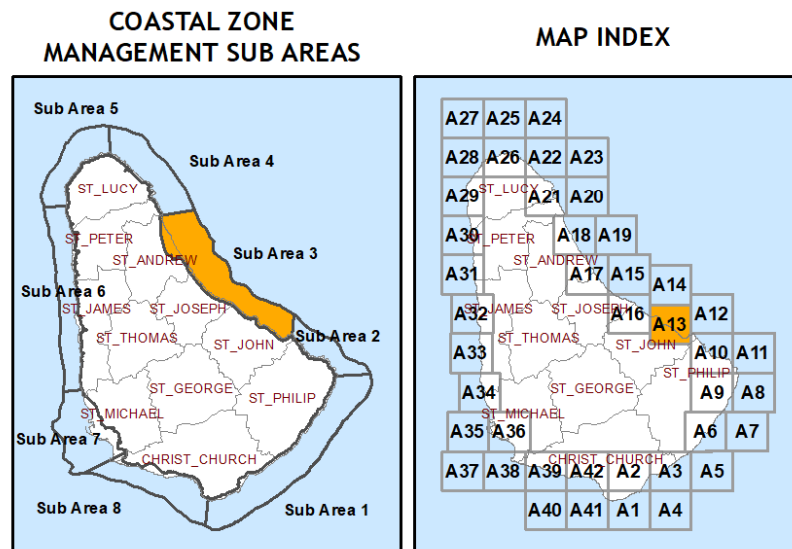 COASTAL ZONE
MANAGEMENT SUB AREAS
Sub Area 5
Sub Area 4
ST_LUCY
Sub Area 3
ST_PETER
ST_ANDREW
Sub Area 6
ST_JAMES
ST_JOSEPH
Sub Area 2
ST_THOMAS
ST_JOHN
ST_GEORGE
ST_PHILIP
ST_MICHAEL
Sub Area 7
CHRIST_CHURCH
Sub Area 8
Sub Area 1
MAP INDEX
A27 A25 A24
A28 A26 A22 A23
ST_LUCY
A29 A21 A20
A30 A18 A19
ST_PETER
ST_ANDREW
A31 A17 A15
A14
A32 A16 A13 A12
ST_JAMES ST_JOSEPH
ST_THOMAS ST_JOHN
A33 A10 A11
ST_PHILIP
ST_GEORGE
A34 A9 A8
ST_MICHAEL
A35 A36 A6 A7
CHRIST_CHURCH
A37 A38 A39 A42 A2 A3 A5
A40 A41 A1 A4